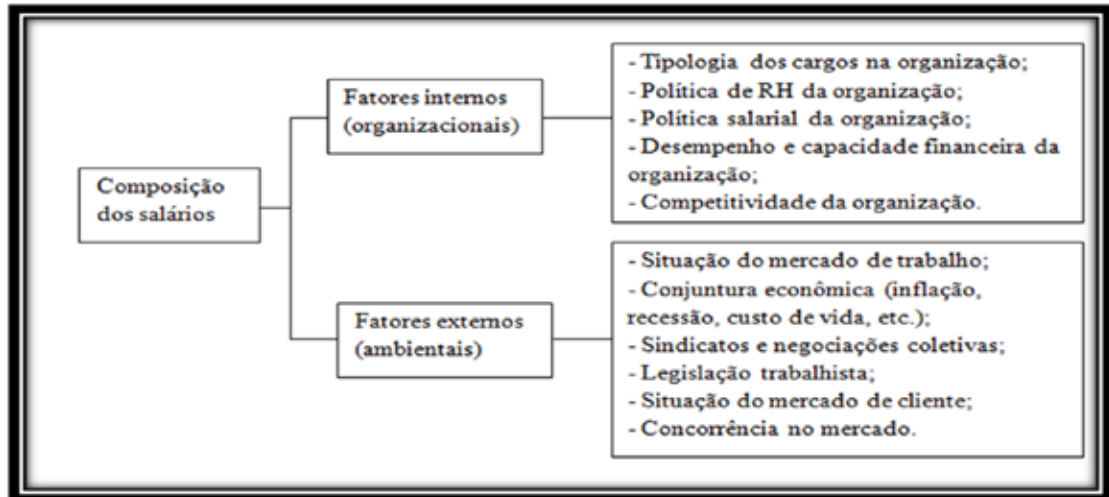 Composição
dos salários
Fatores internos
(organizacionais)
- Tipologia dos cargos na organização;
- Política de RH da organização;
- Política salarial da organização;
- Desempenho e capacidade financeira da
organização;
- Competitividade da organização.
Fatores externos
(ambientais)
- Situação do mercado de trabalho;
- Conjuntura econômica (inflação,
recessão, custo de vida, etc.);
- Sindicatos e negociações coletivas;
- Legislação trabalhista;
- Situação do mercado de cliente;
- Concorrência no mercado.